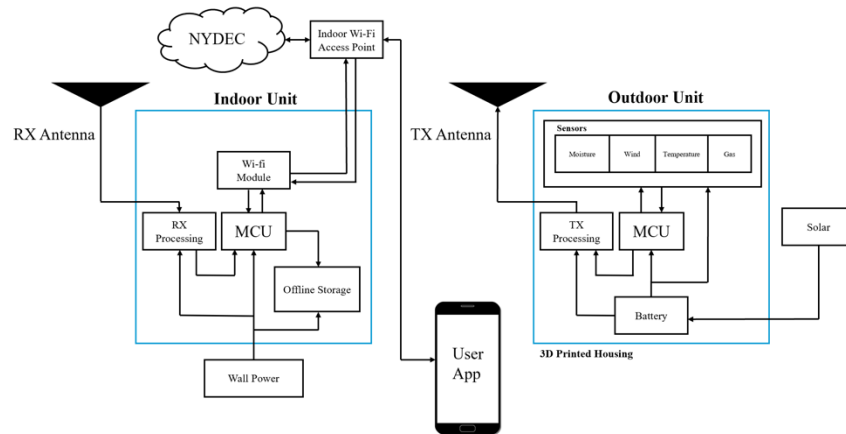 NYDEC
Indoor Wi-Fi
Access Point
Indoor Unit
Outdoor Unit
RX Antenna
TX Antenna
Sensors
Moisture
Wind
Temperature
Gas
Wi-fi
Module
RX
Processing
MCU
Offline Storage
TX
Processing
MCU
Solar
Battery
Wall Power
User
App
3D Printed Housing